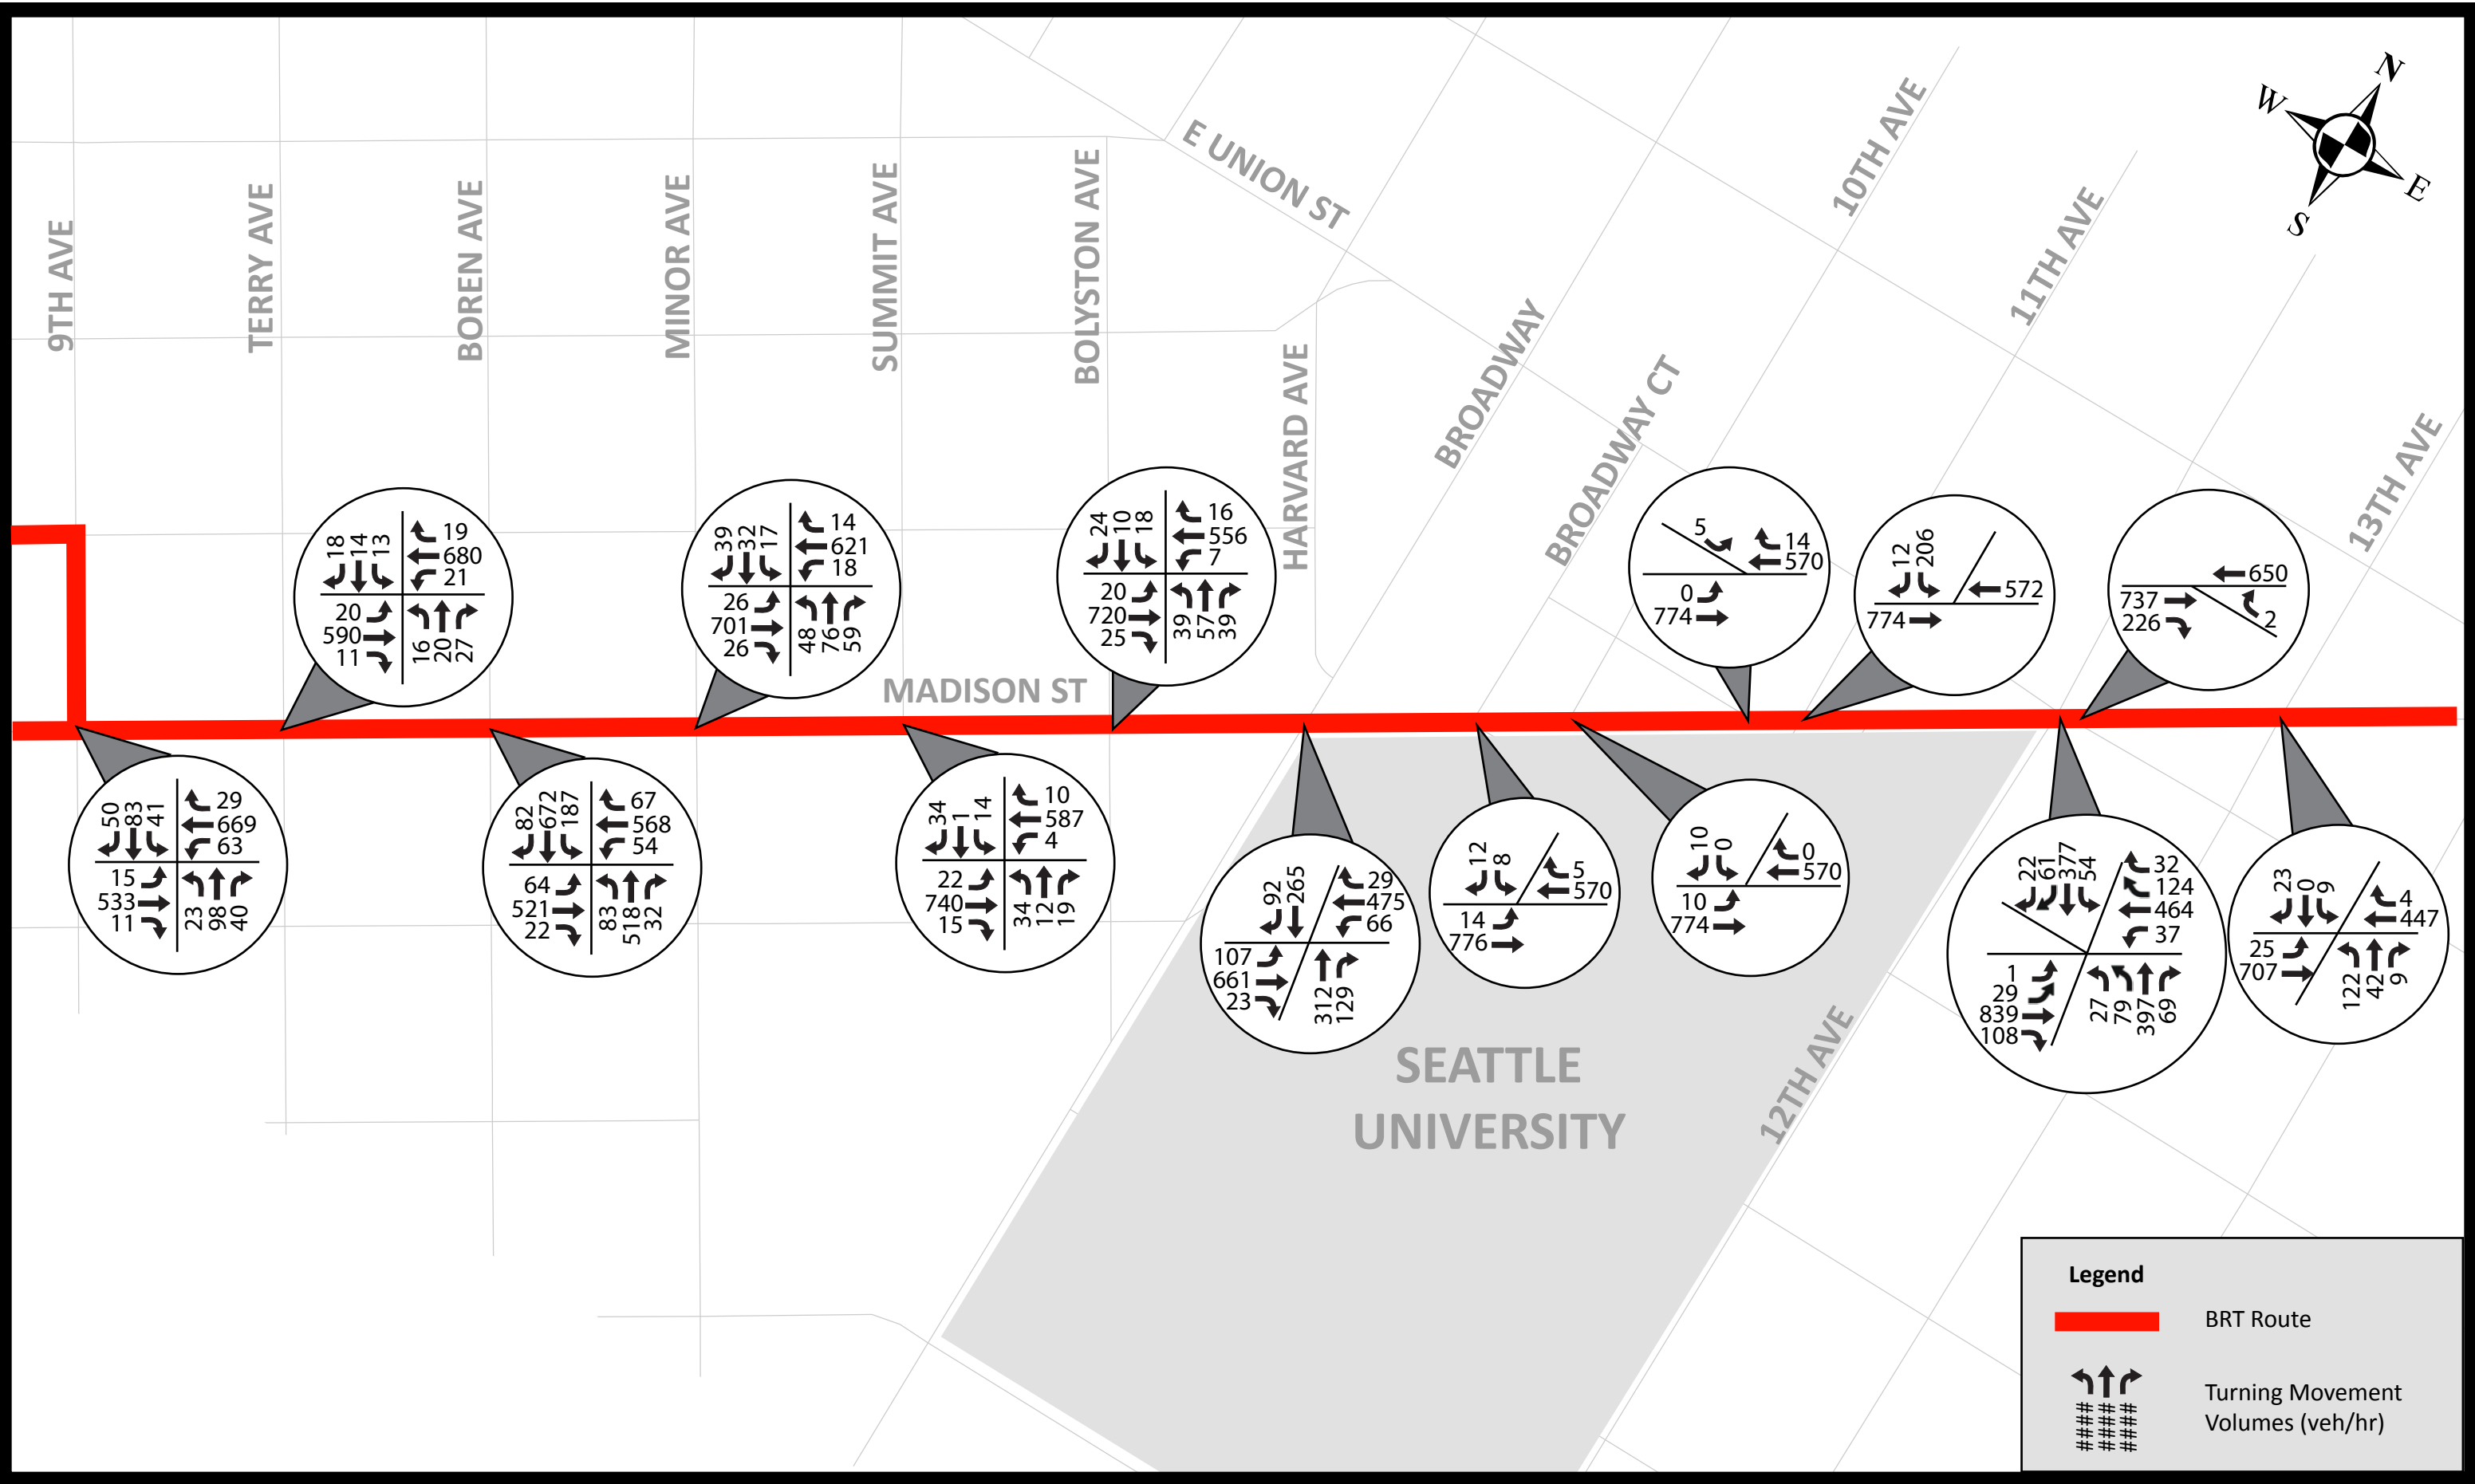 N
W
E
S
E UNION ST
10TH AVE
11TH AVE
9TH AVE
TERRY AVE
BOREN AVE
MINOR AVE
SUMMIT AVE
BOLYSTON AVE
HARVARD AVE
BROADWAY
BROADWAY CT
13TH AVE
MADISON ST
18 14 13
19
680
21
20
590
11
16 20 27
39 32 17
14
621
18
26
701
26
48 76 59
24 10 18
16
556
7
20
720
25
39 57 39
5
14
570
0
774
12 206
572
774
650
737
226
2
50 83 41
29
669
63
15
533
11
23 98 40
82 672 187
67
568
54
64
521
22
83 518 32
34 1 14
10
587
4
22
740
15
34 12 19
92 265
29
475
66
107
661
23
312 129
12 8
5
570
14
776
10 0
0
570
10
774
22 61 377 54
32
124
464
37
1
29
839
108
27 79 397 69
23 0 9
4
447
25
707
122 42 9
SEATTLE
UNIVERSITY
12TH AVE
Legend
BRT Route
#### #### ####
Turning Movement
Volumes (veh/hr)